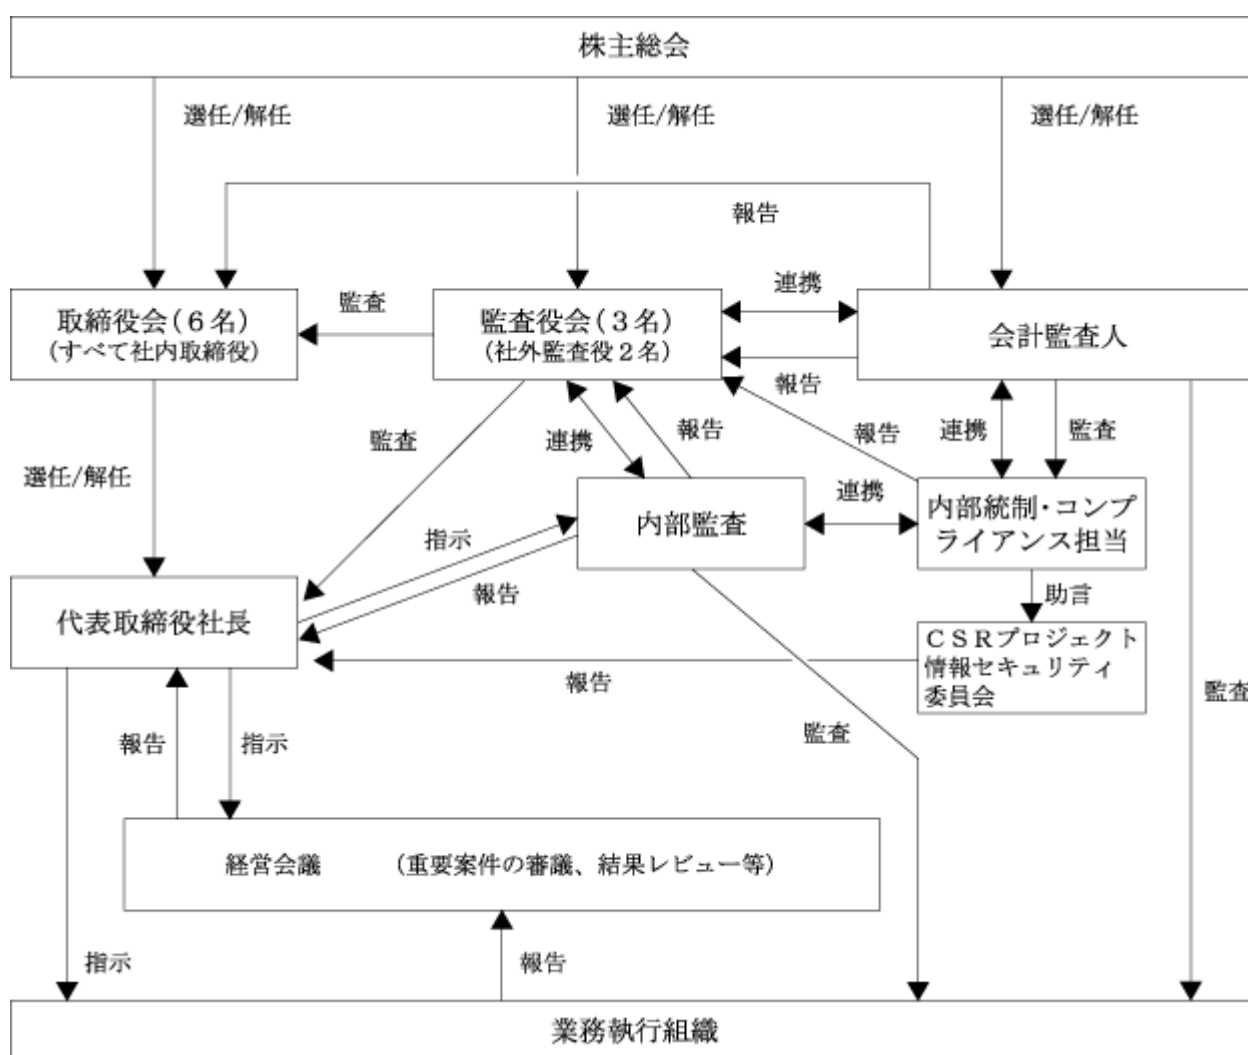 株主総会
選任/解任
選任/解任
選任/解任
報告
連携
取締役会(6名)
(すべて社内取締役)
監査
監査役会(3名)
(社外監査役2名)
会計監査人
報告
監査
連携
報告
報告
連携
監査
選任/解任
指示
内部監査
連携
内部統制・コンプ
ライアンス担当
報告
助言
代表取締役社長
CSRプロジェクト
情報セキュリティ
委員会
報告
監査
監査
報告
指示
経営会議 (重要案件の審議、結果レビュー等)
指示
報告
業務執行組織